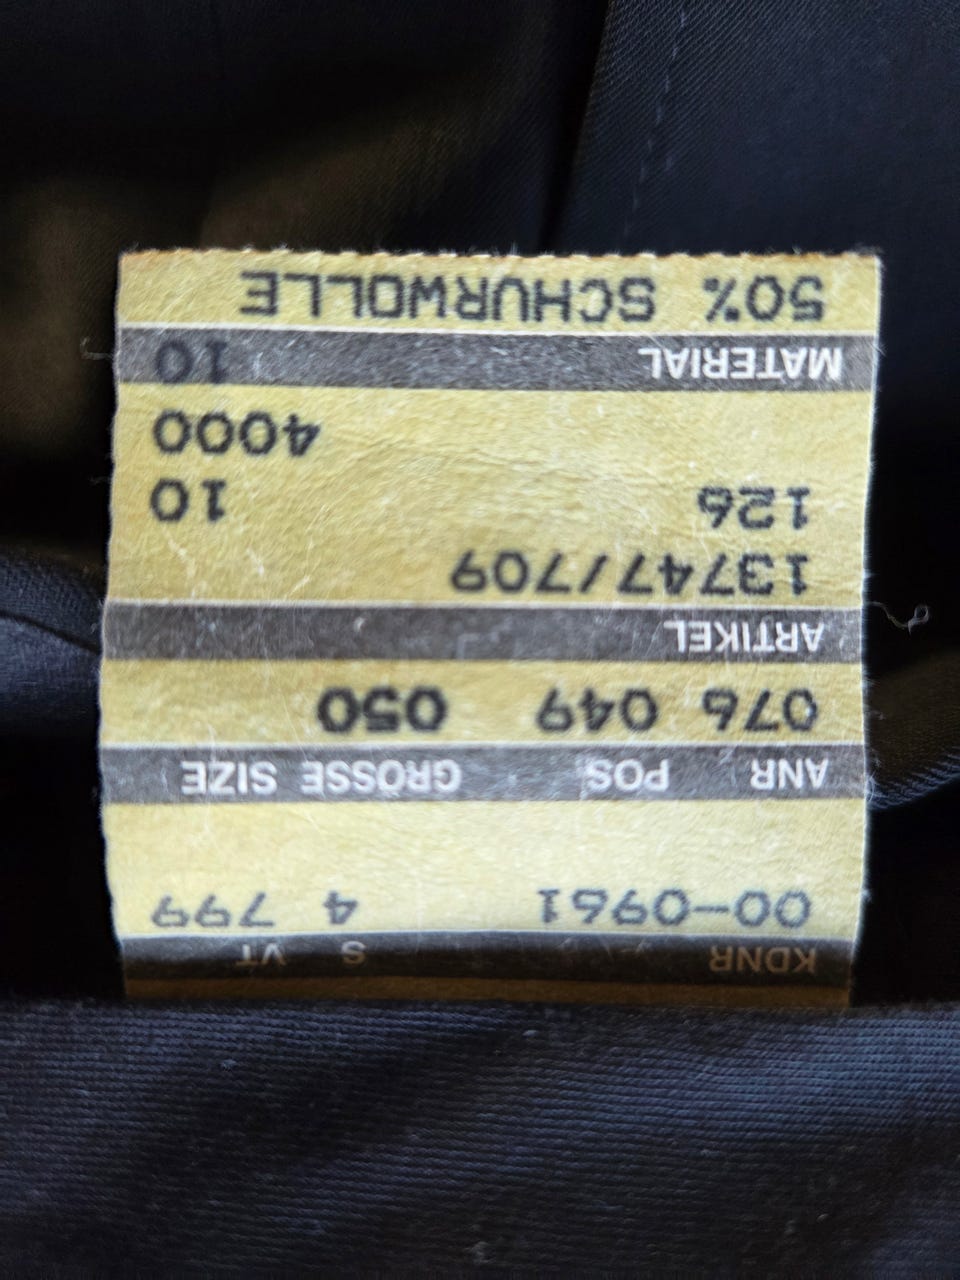 KDNR S VT
00-0961 4 799
ANR POS GRÖSSE SIZE
076 049 050
ARTIKEL
13747/709
126 10
4000
MATERIAL 10
50% SCHURWOLLE